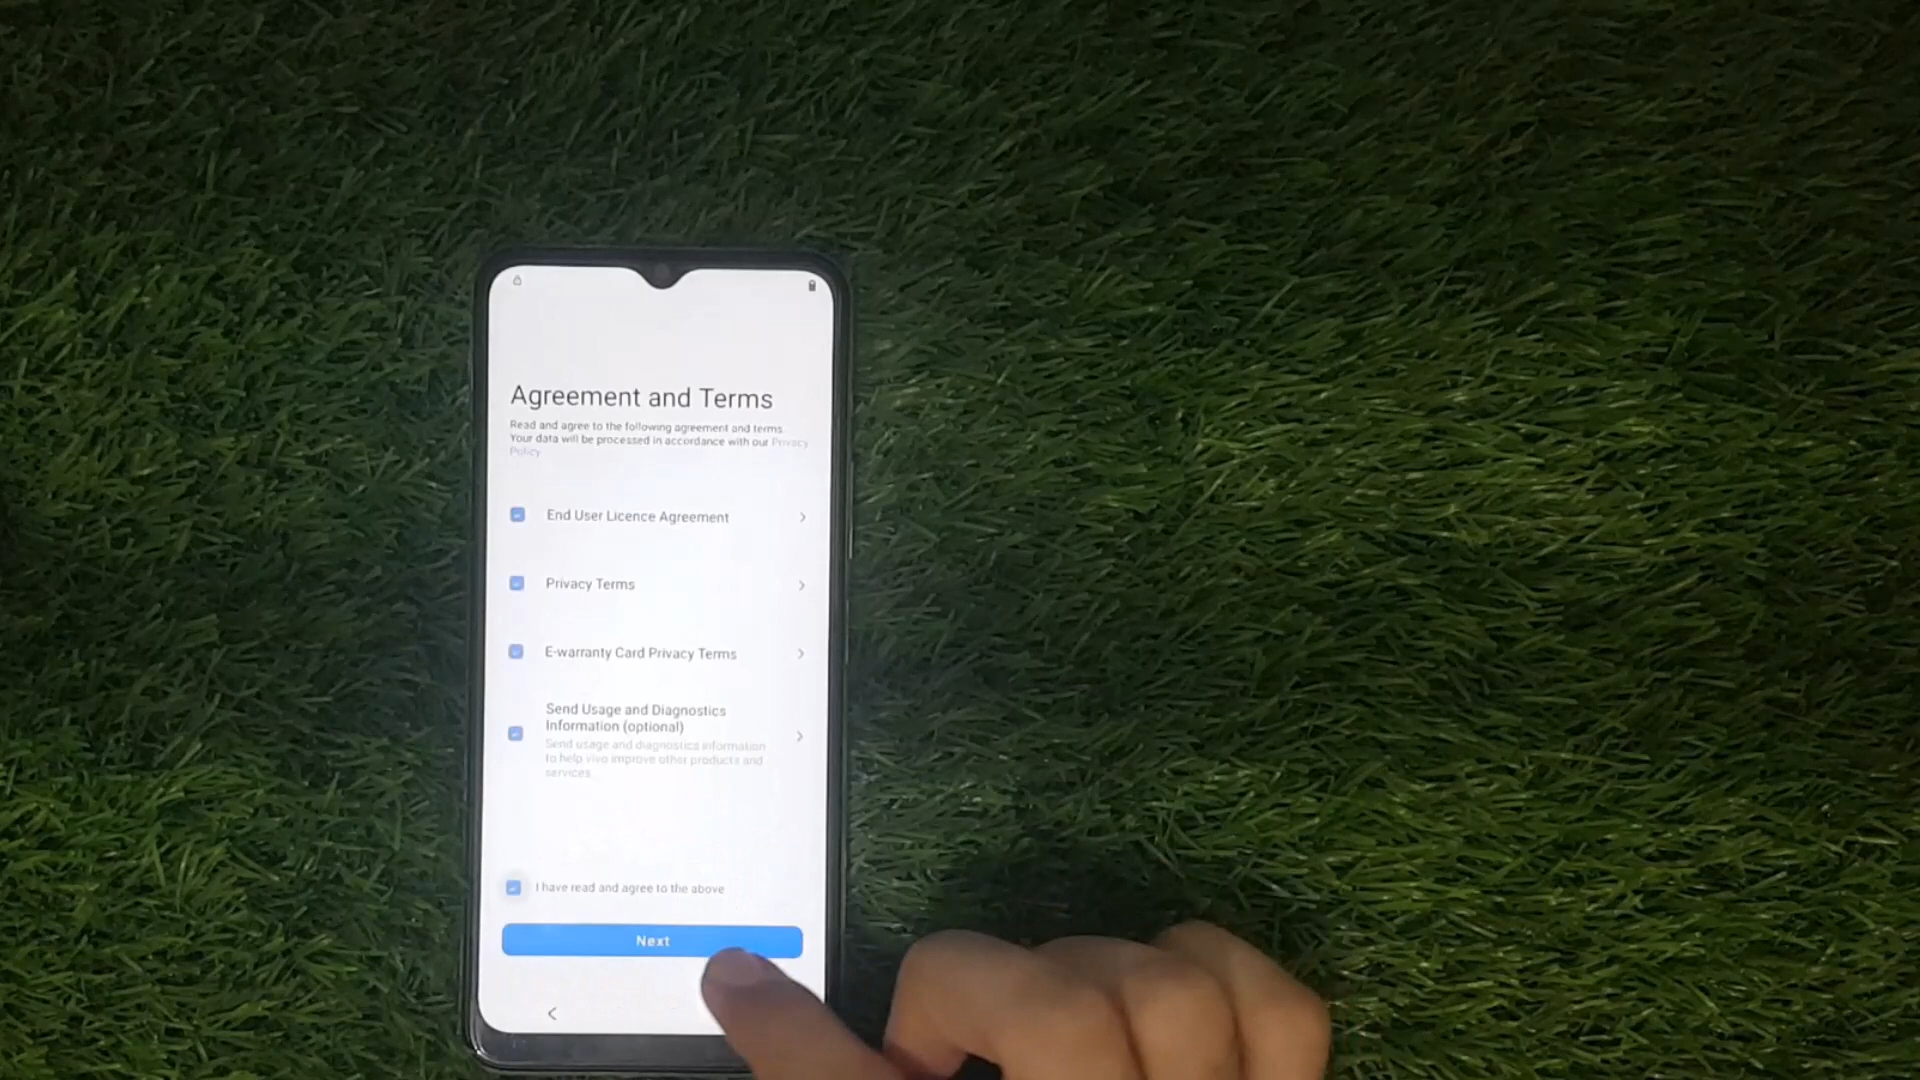 Agreement and Terms
Read and agree to the following agreement and terms.
Your data will be processed in accordance with our Privacy
Policy.
End User Licence Agreement
Privacy Terms
E-warranty Card Privacy Terms
Send Usage and Diagnostics
Information (optional)
Send usage and diagnostics information
to help vivo improve other products and
services.
I have read and agree to the above
Next